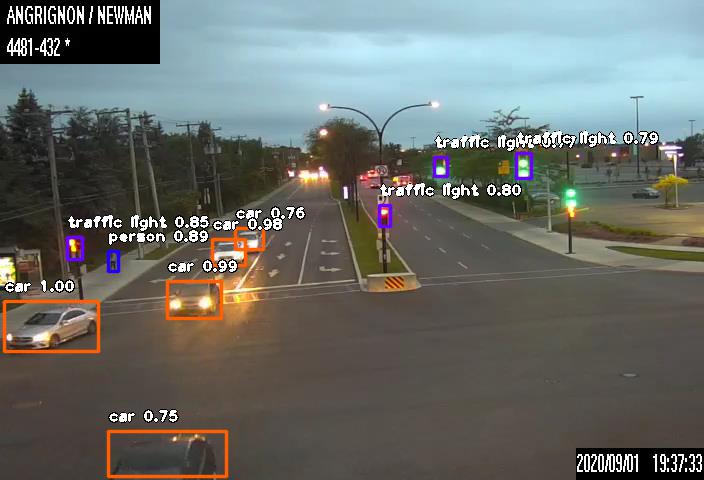 ANGRIGNON / NEWMAN
4481-432 *
traffic light 0.79
traffic light 0.80
traffic light 0.85
car 0.76
car 0.98
person 0.89
car 0.99
car 1.00
car 0.75
2020/09/01 19:37:33